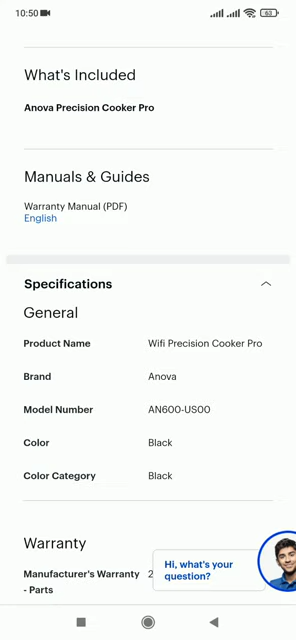 10:50
63
What's Included
Anova Precision Cooker Pro
Manuals & Guides
Warranty Manual (PDF)
English
Specifications
General
Product Name Wifi Precision Cooker Pro
Brand Anova
Model Number AN600-US00
Color Black
Color Category Black
Warranty
Hi, what's your
question?
Manufacturer's Warranty 2
- Parts